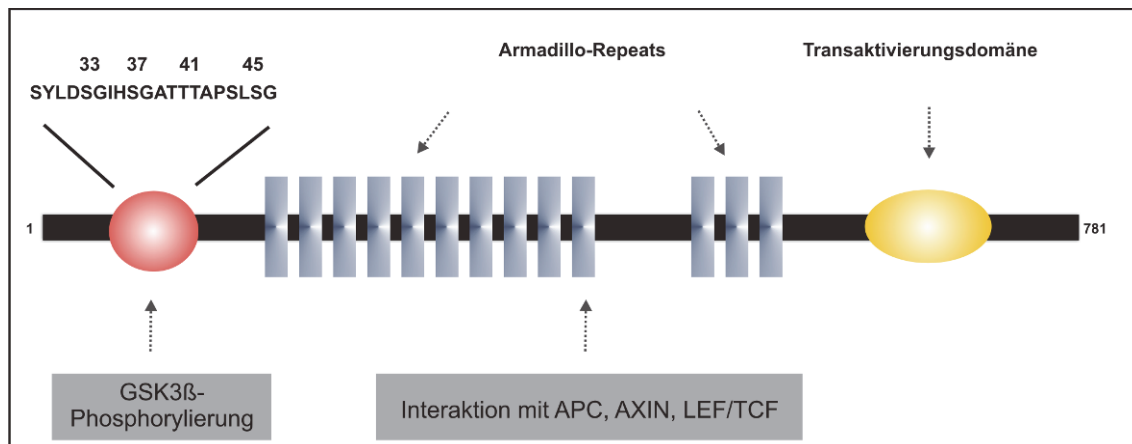 Armadillo-Repeats
Transaktivierungsdomäne
33 37 41 45
SYLDSGIHSGATTTAPSLSG
1
781
GSK3ß-
Phosphorylierung
Interaktion mit APC, AXIN, LEF/TCF